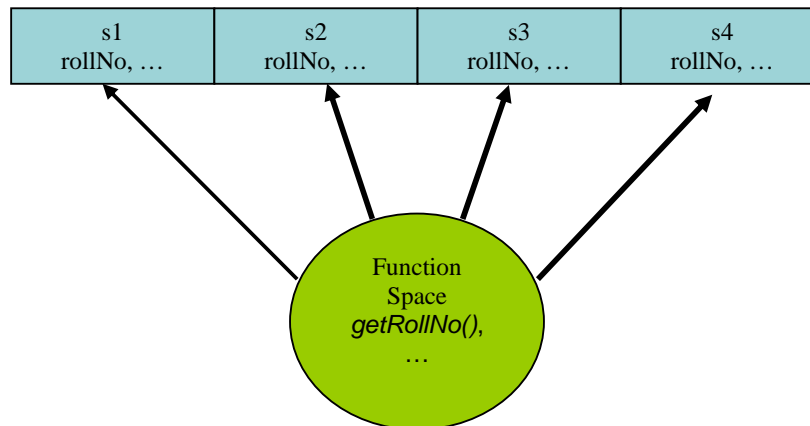 s1
rollNo, …
s2
rollNo, …
s3
rollNo, …
s4
rollNo, …
Function
Space
getRollNo(),
…